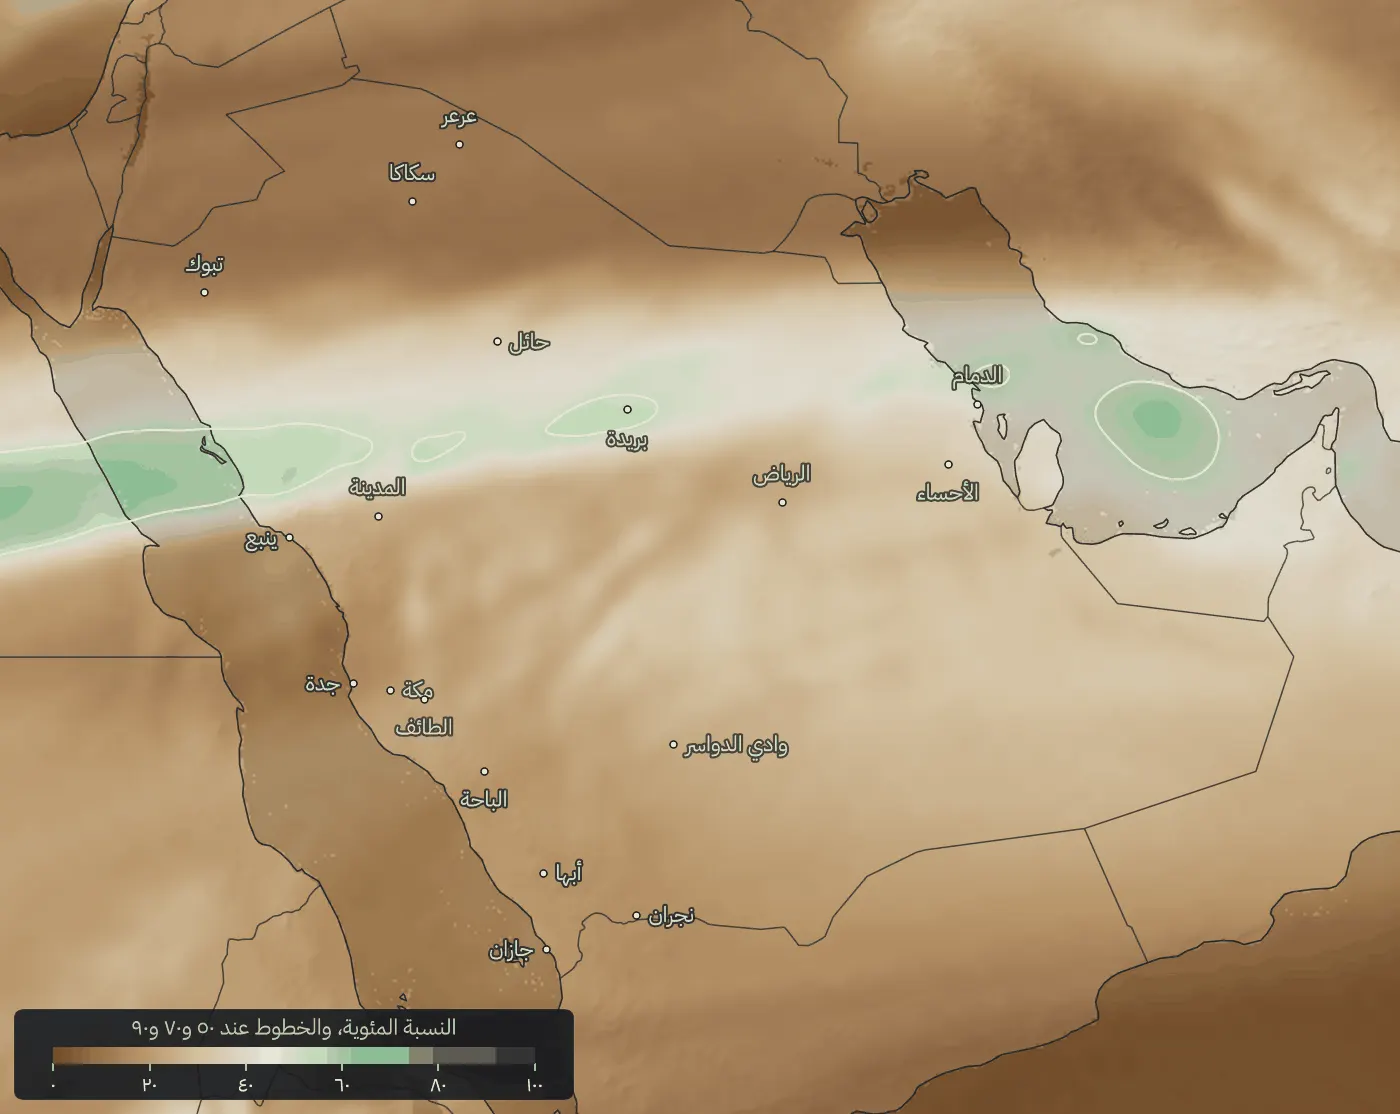 عرعر
سكاكا
تبوك
حائل
الدمام
بريدة
الرياض
المدينة
الأحساء
ينبع
جدة
مكة
الطائف
وادي الدواسر
الباحة
أبها
نجران
جازان
النسبة المئوية، والخطوط عند ٥٠ و٧٠ و٩٠
٠ ٢٠ ٤٠ ٦٠ ٨٠ ١٠٠